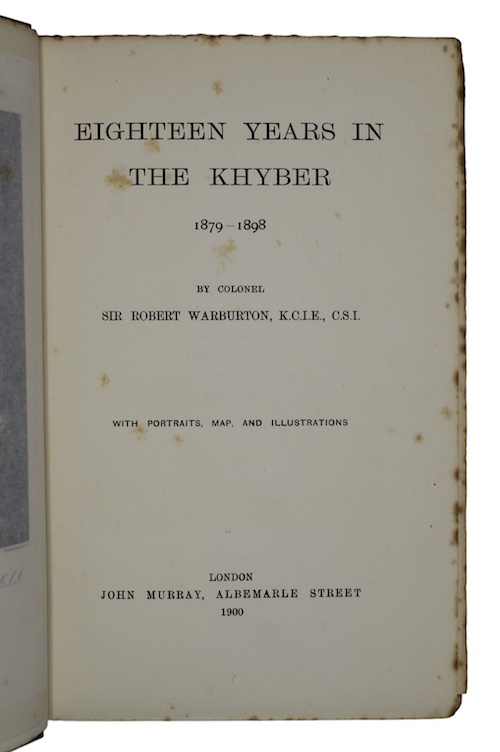 EIGHTEEN YEARS IN
THE KHYBER
1879–1898
BY COLONEL
SIR ROBERT WARBURTON, K.C.I.E., C.S.I.
WITH PORTRAITS, MAP, AND ILLUSTRATIONS
LONDON
JOHN MURRAY, ALBEMARLE STREET
1900